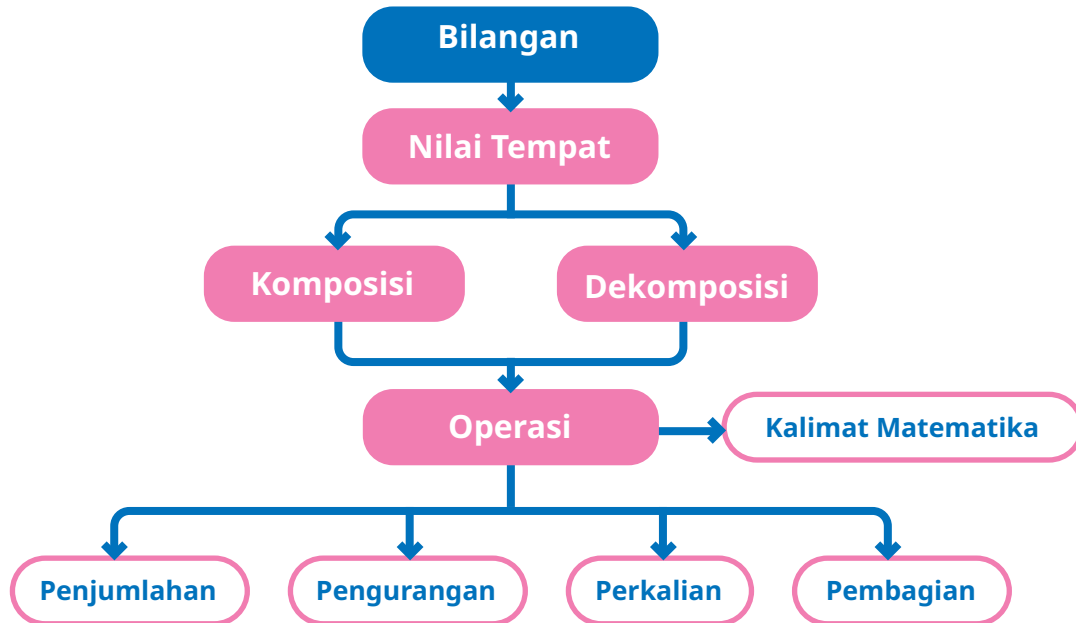 Bilangan
Nilai Tempat
Komposisi
Dekomposisi
Operasi
Kalimat Matematika
Penjumlahan
Pengurangan
Perkalian
Pembagian